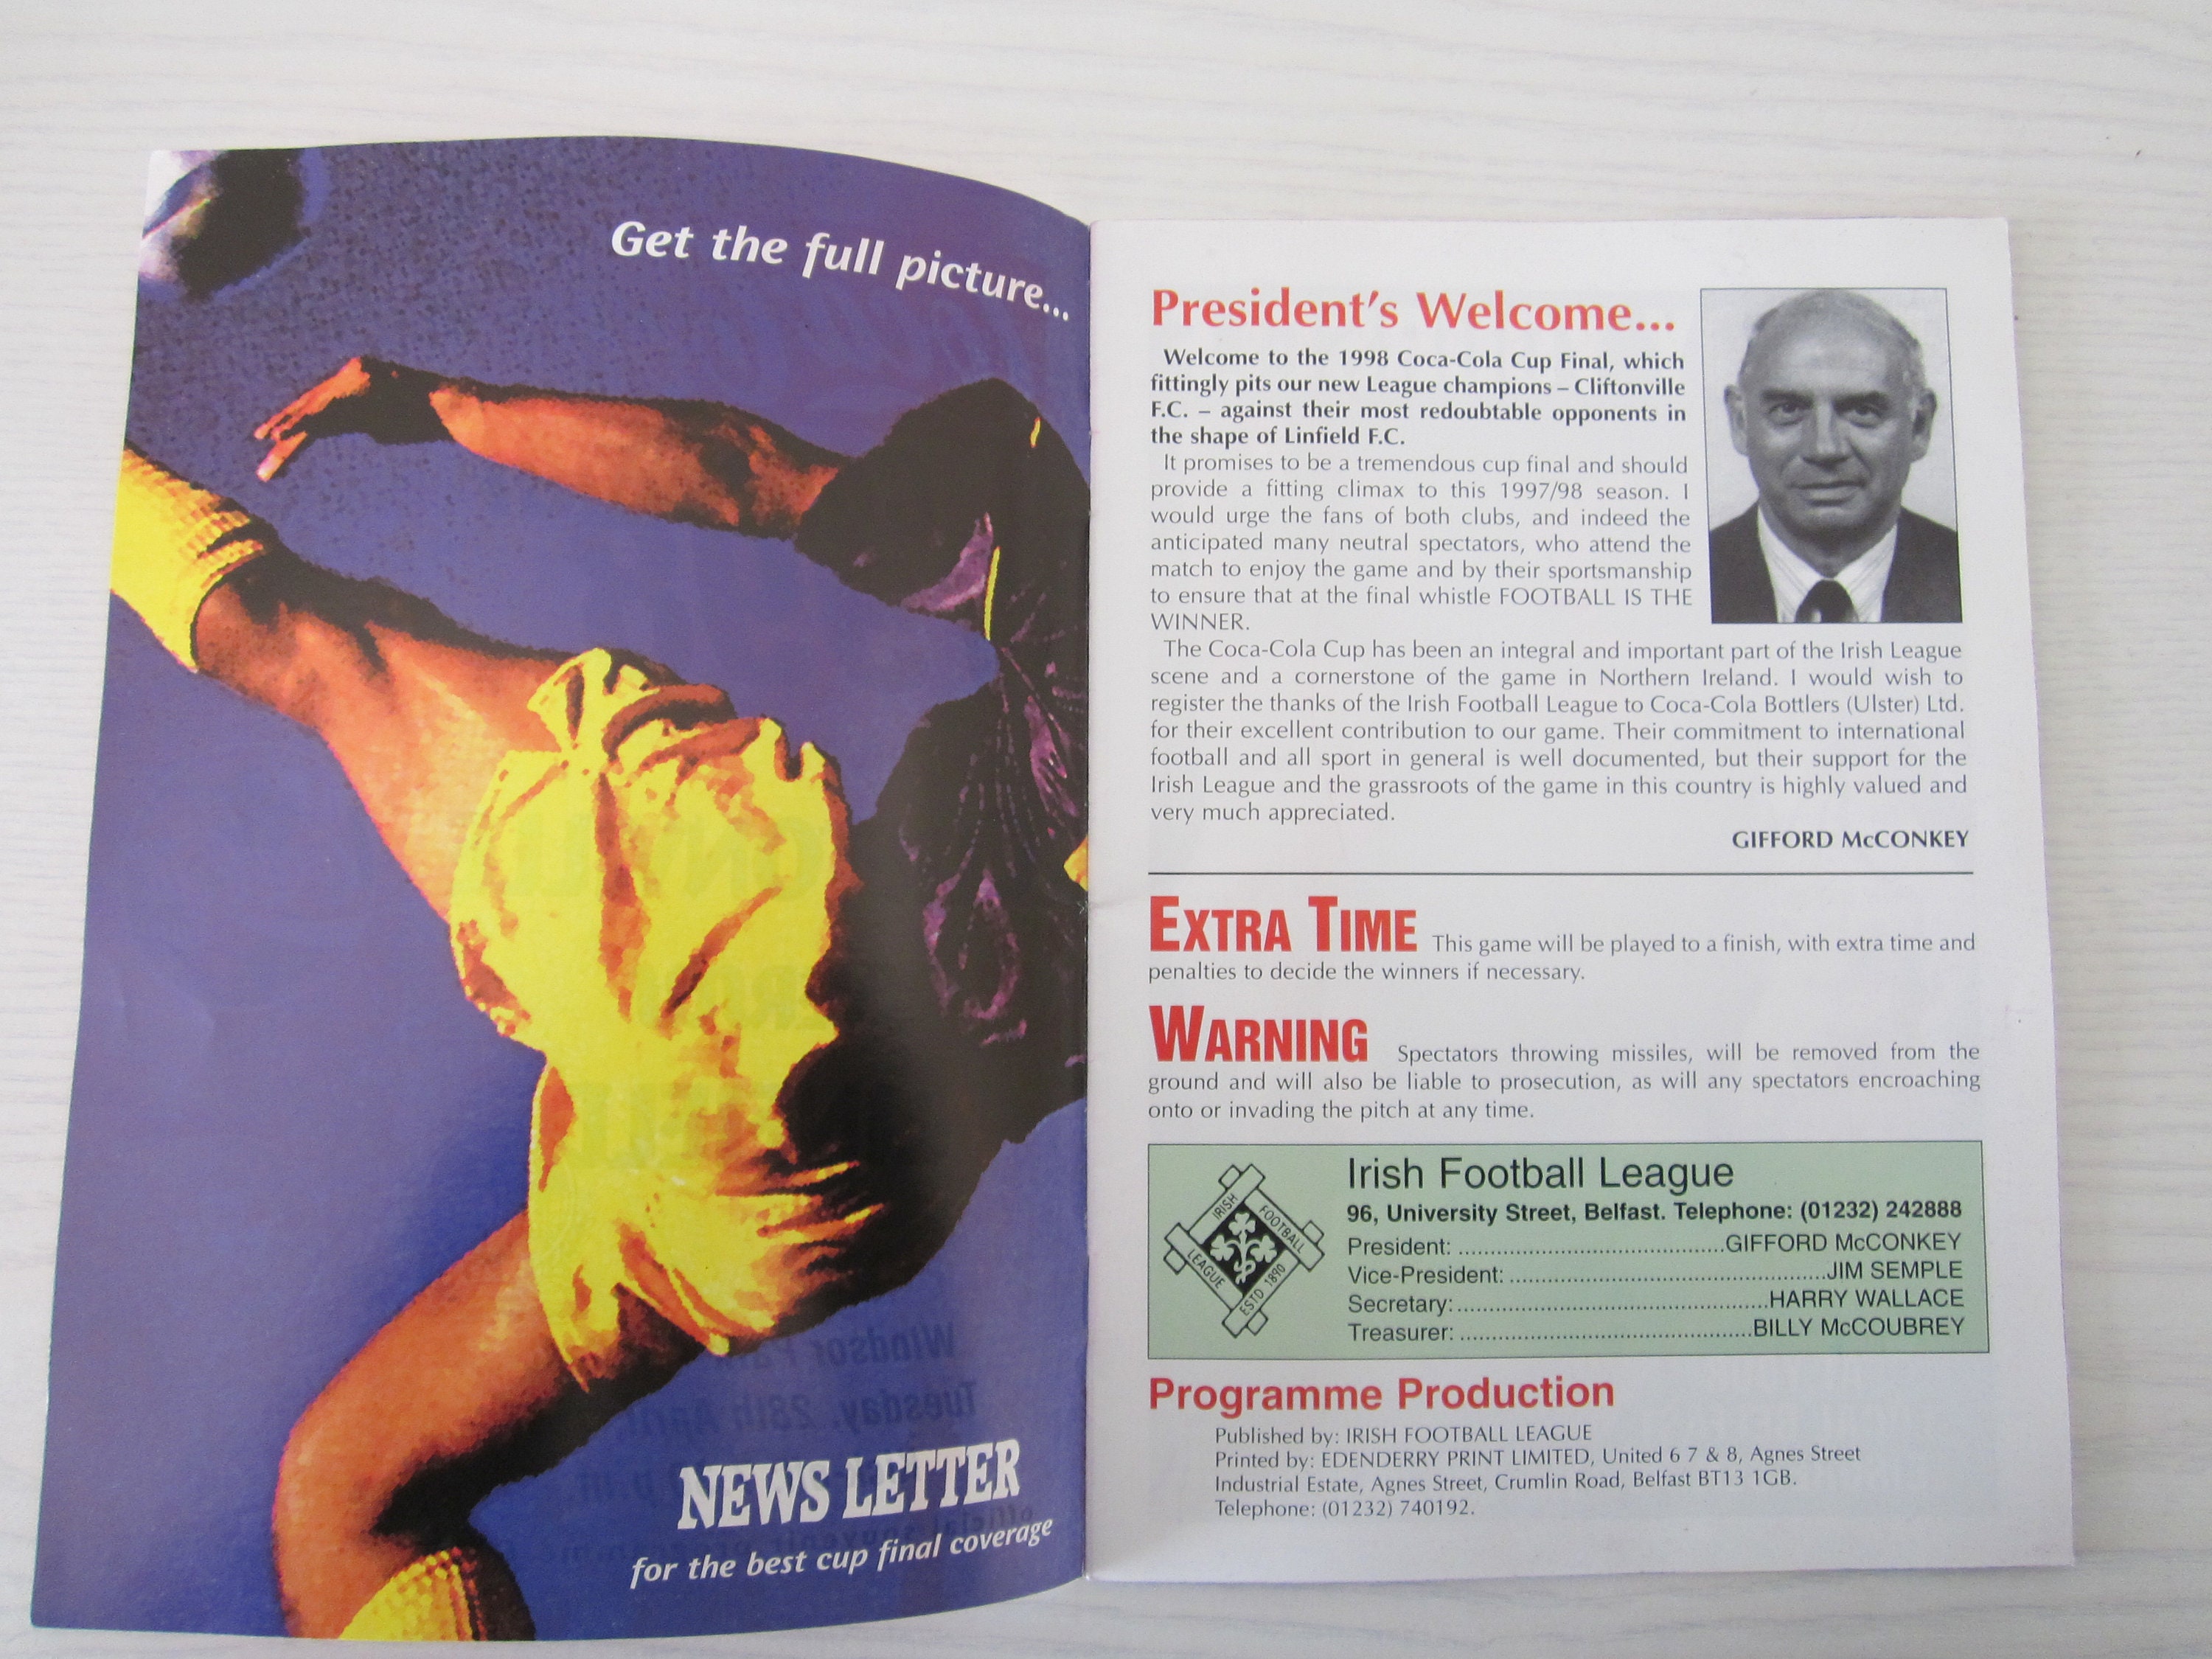 Get the full picture...
NEWS LETTER
for the best cup final coverage
President's Welcome...
Welcome to the 1998 Coca-Cola Cup Final, which
fittingly pits our new League champions – Cliftonville
F.C. – against their most redoubtable opponents in
the shape of Linfield F.C.
It promises to be a tremendous cup final and should
provide a fitting climax to this 1997/98 season. I
would urge the fans of both clubs, and indeed the
anticipated many neutral spectators, who attend the
match to enjoy the game and by their sportsmanship
to ensure that at the final whistle FOOTBALL IS THE
WINNER.
The Coca-Cola Cup has been an integral and important part of the Irish League
scene and a cornerstone of the game in Northern Ireland. I would wish to
register the thanks of the Irish Football League to Coca-Cola Bottlers (Ulster) Ltd.
for their excellent contribution to our game. Their commitment to international
football and all sport in general is well documented, but their support for the
Irish League and the grassroots of the game in this country is highly valued and
very much appreciated.
GIFFORD McCONKEY
EXTRA TIME This game will be played to a finish, with extra time and
penalties to decide the winners if necessary.
WARNING Spectators throwing missiles, will be removed from the
ground and will also be liable to prosecution, as will any spectators encroaching
onto or invading the pitch at any time.
IRISH FOOTBALL
LEAGUE ESTD 1890
Irish Football League
96, University Street, Belfast. Telephone: (01232) 242888
President: ........................................GIFFORD McCONKEY
Vice-President: ................................................JIM SEMPLE
Secretary:...............................................HARRY WALLACE
Treasurer: ............................................BILLY McCOUBREY
Programme Production
Published by: IRISH FOOTBALL LEAGUE
Printed by: EDENDERRY PRINT LIMITED, United 6 7 & 8, Agnes Street
Industrial Estate, Agnes Street, Crumlin Road, Belfast BT13 1GB.
Telephone: (01232) 740192.